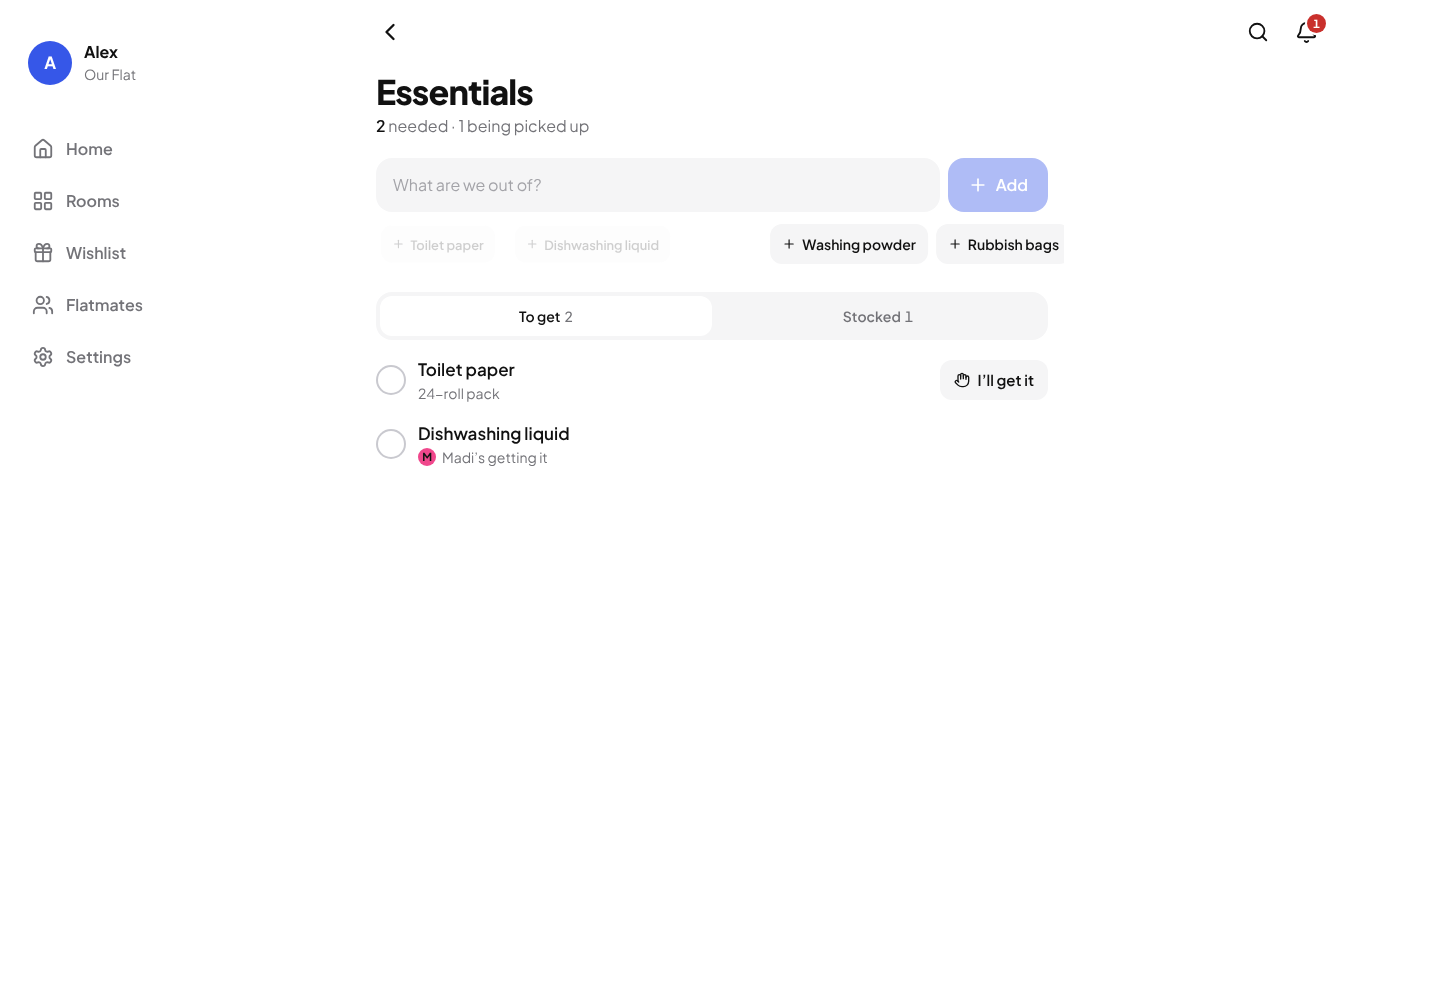 A
Alex
Our Flat
Home
Rooms
Wishlist
Flatmates
Settings
1
Essentials
2 needed · 1 being picked up
What are we out of?
+ Add
+ Toilet paper
+ Dishwashing liquid
+ Washing powder
+ Rubbish bags
To get 2
Stocked 1
Toilet paper
24–roll pack
I’ll get it
Dishwashing liquid
M Madi’s getting it